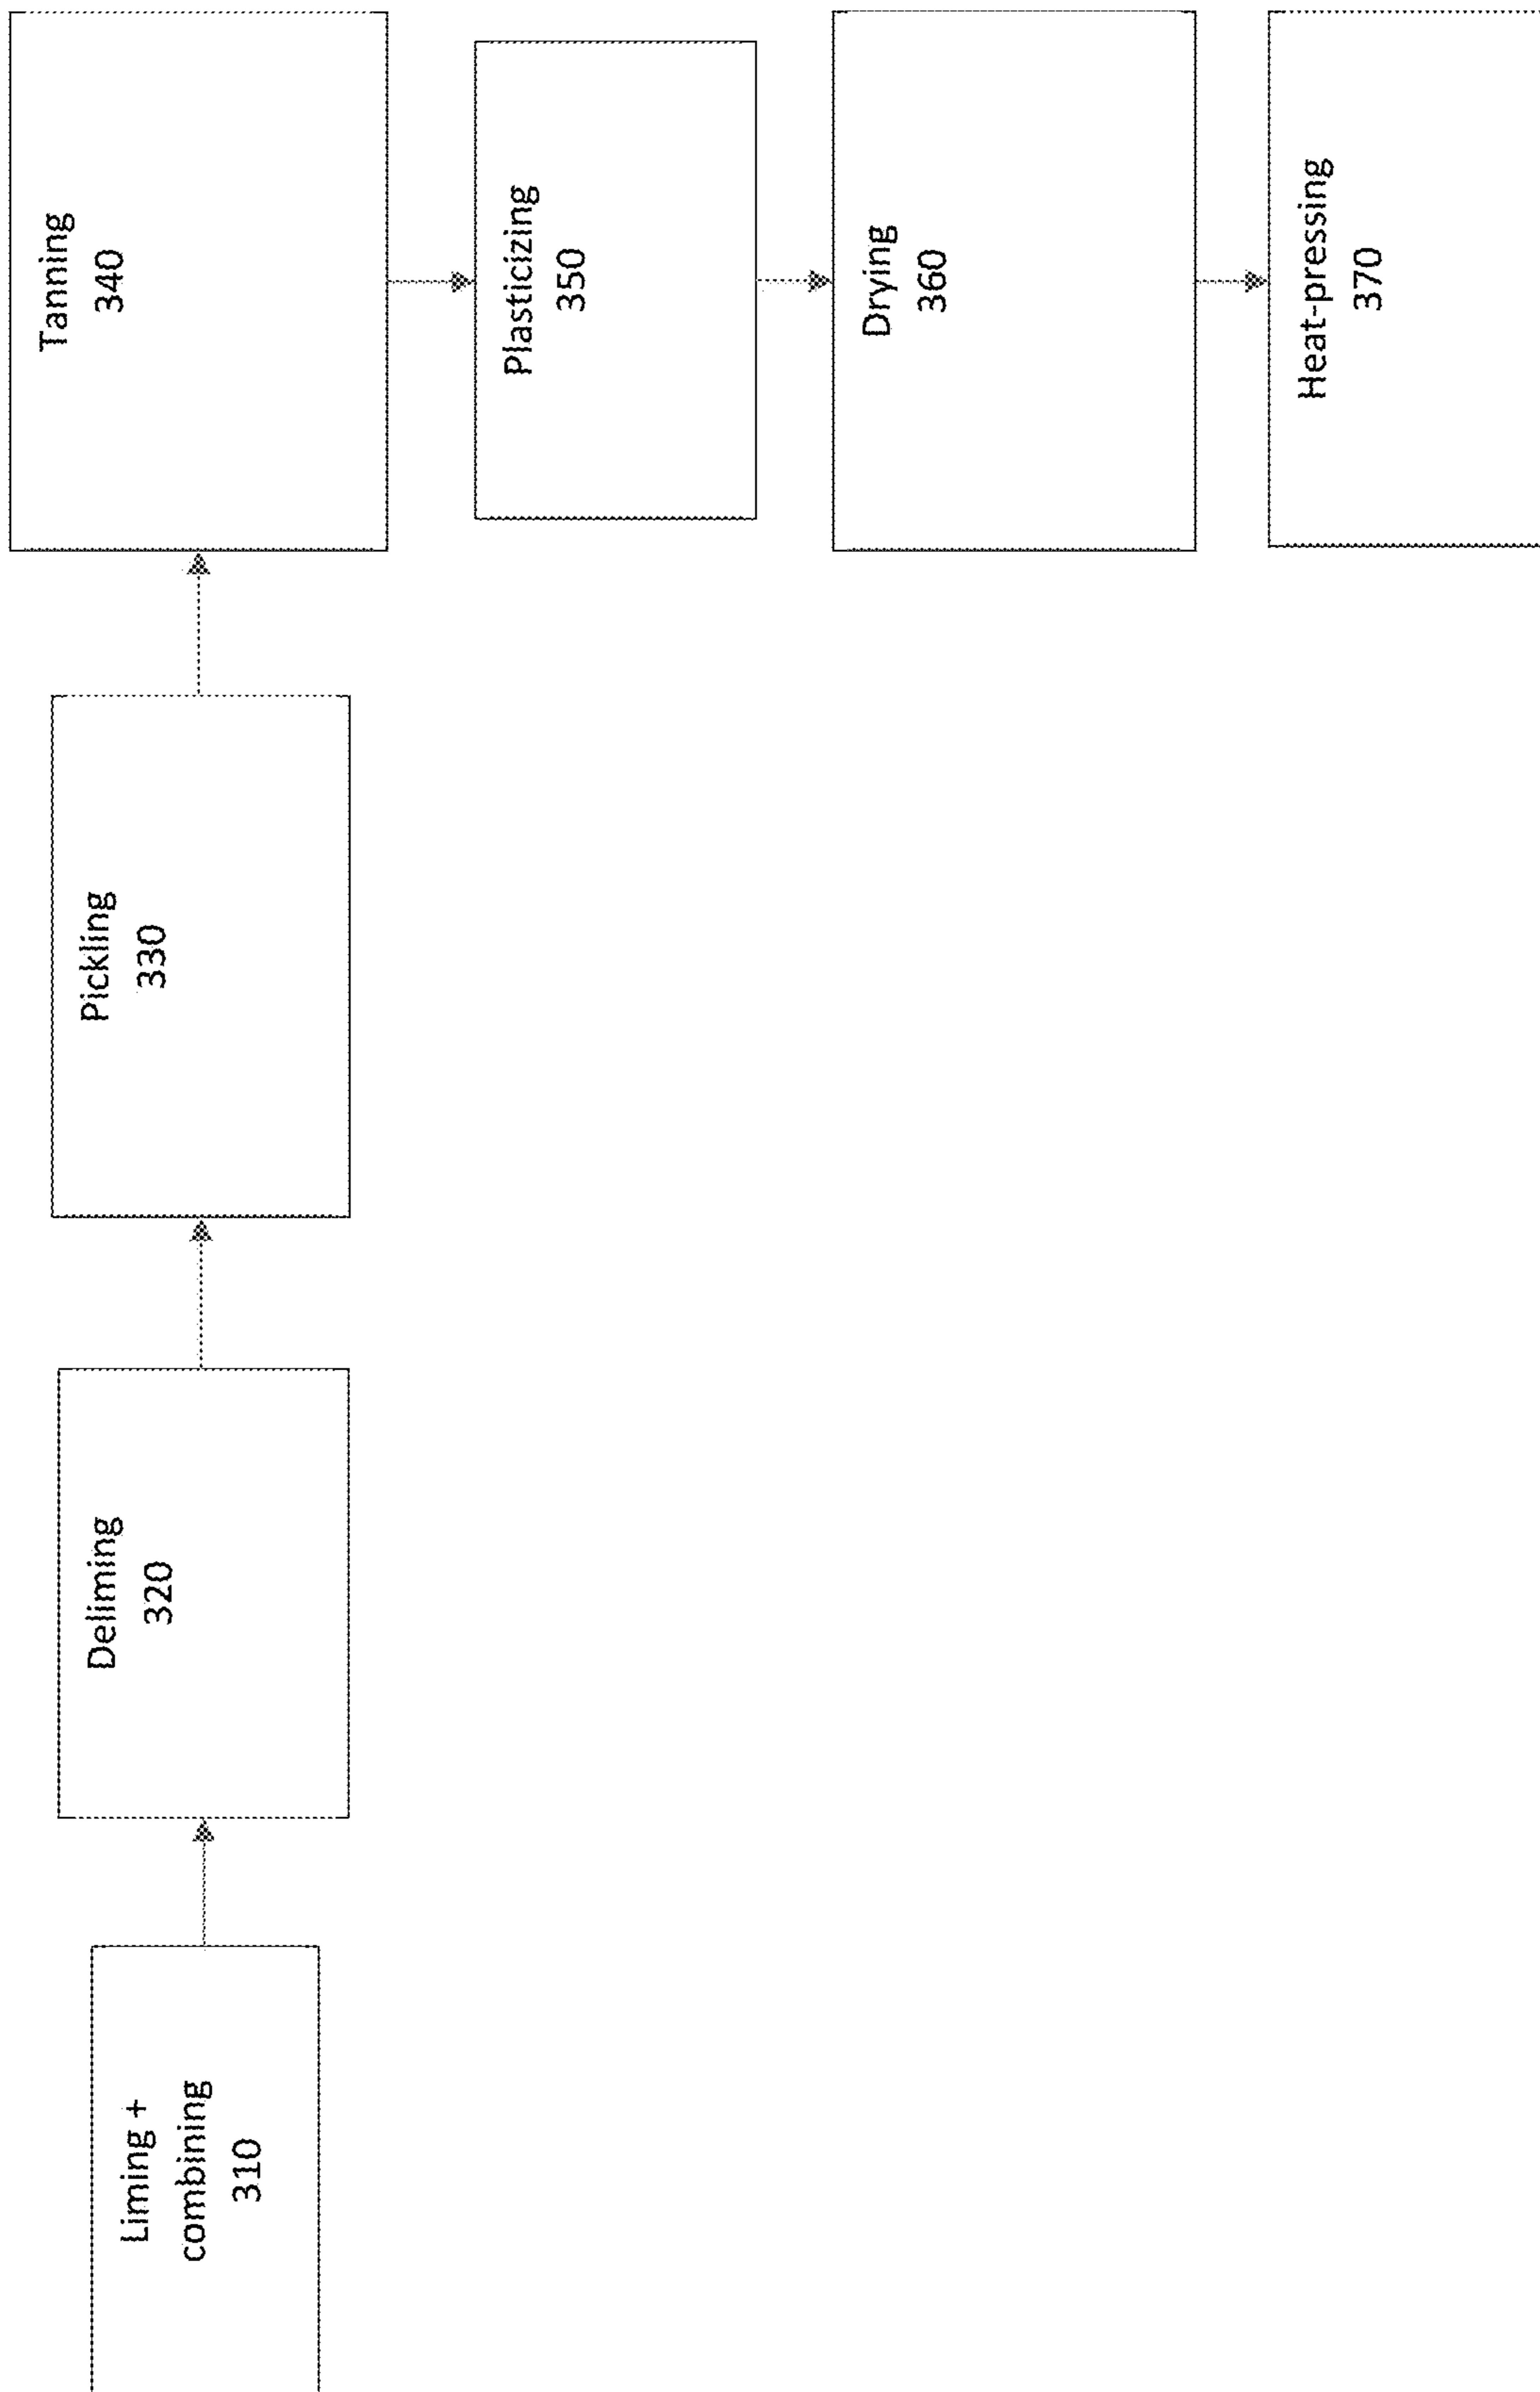 Liming +
combining
310
Deliming
320
Pickling
330
Tanning
340
Plasticizing
350
Drying
360
Heat-pressing
370